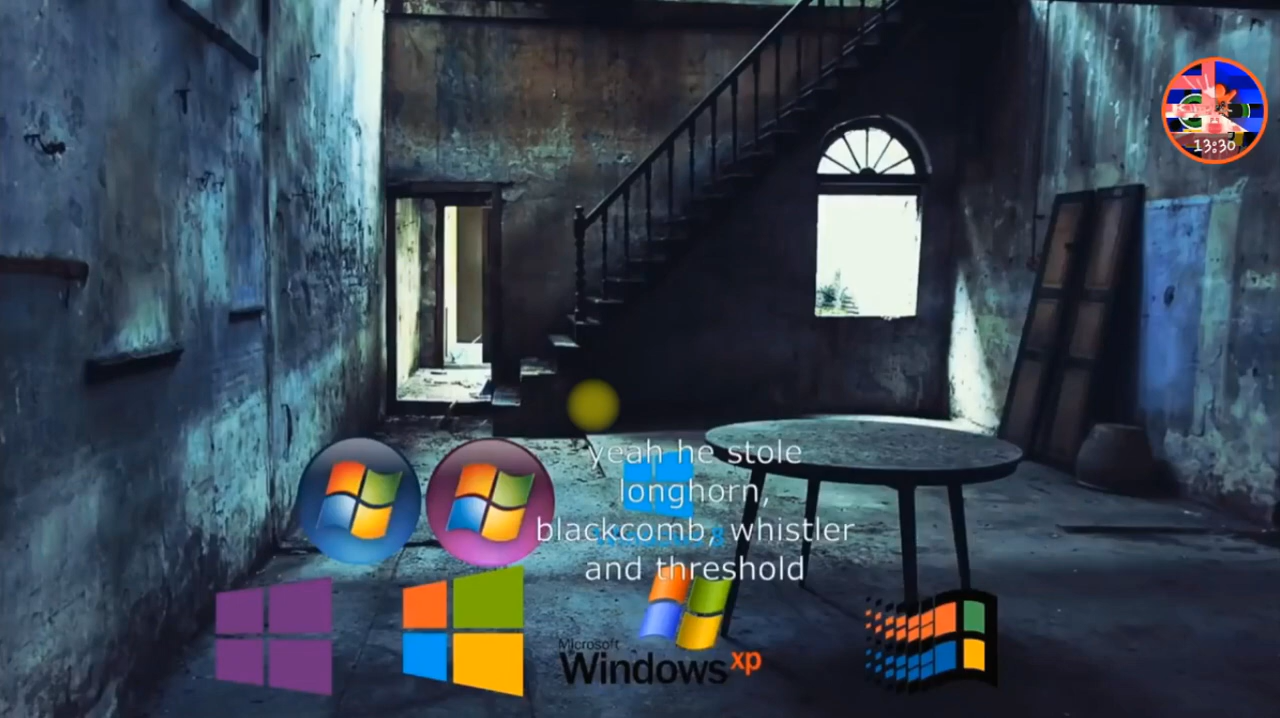 13:30
yeah he stole
longhorn,
blackcomb, whistler
and threshold
Microsoft
Windows xp